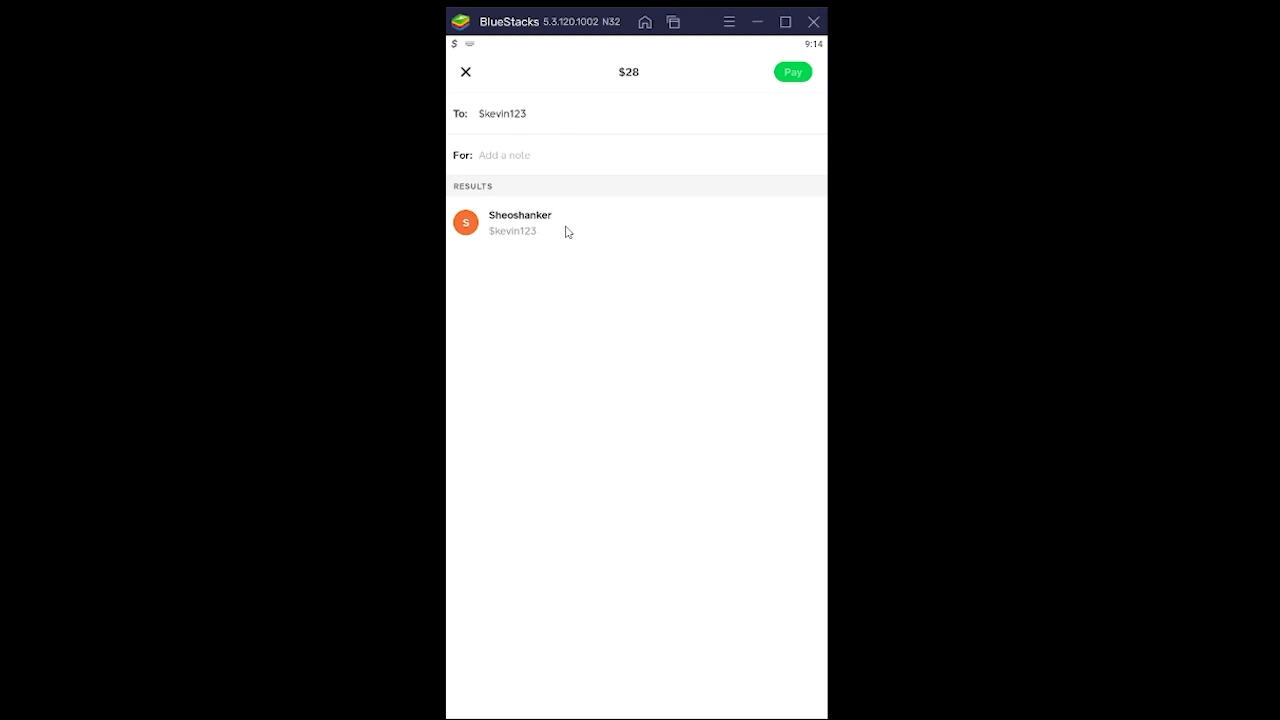 BlueStacks 5.3.120.1002 N32
$ 9:14
$28 Pay
To: $kevin123
For: Add a note
RESULTS
S Sheoshanker
$kevin123